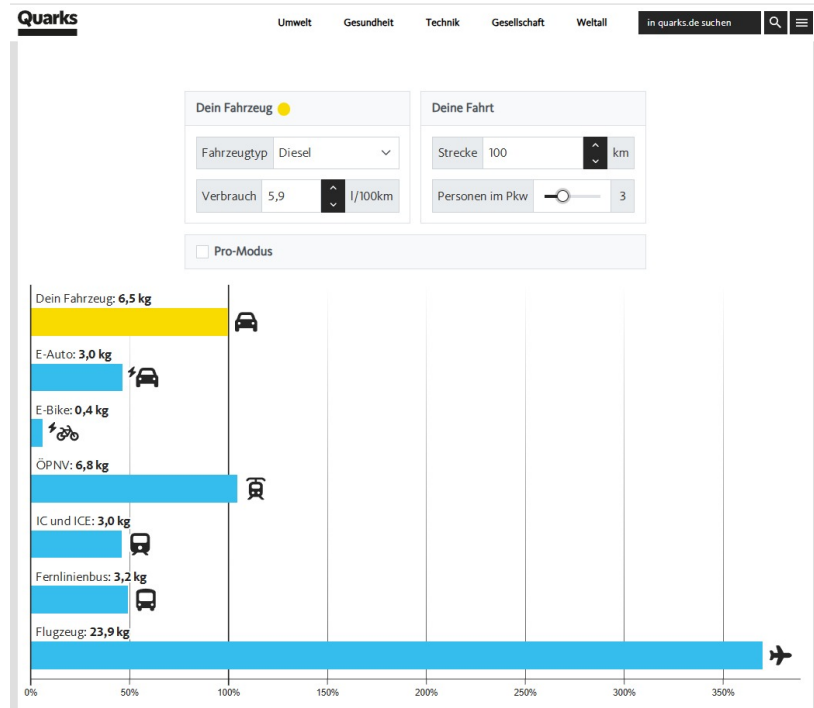 Quarks
Umwelt Gesundheit Technik Gesellschaft Weltall in quarks.de suchen
Dein Fahrzeug Deine Fahrt
Fahrzeugtyp Diesel Strecke 100 km
Verbrauch 5,9 l/100km Personen im Pkw 3
Pro-Modus
Dein Fahrzeug: 6,5 kg
E-Auto: 3,0 kg
E-Bike: 0,4 kg
ÖPNV: 6,8 kg
IC und ICE: 3,0 kg
Fernlinienbus: 3,2 kg
Flugzeug: 23,9 kg
0% 50% 100% 150% 200% 250% 300% 350%